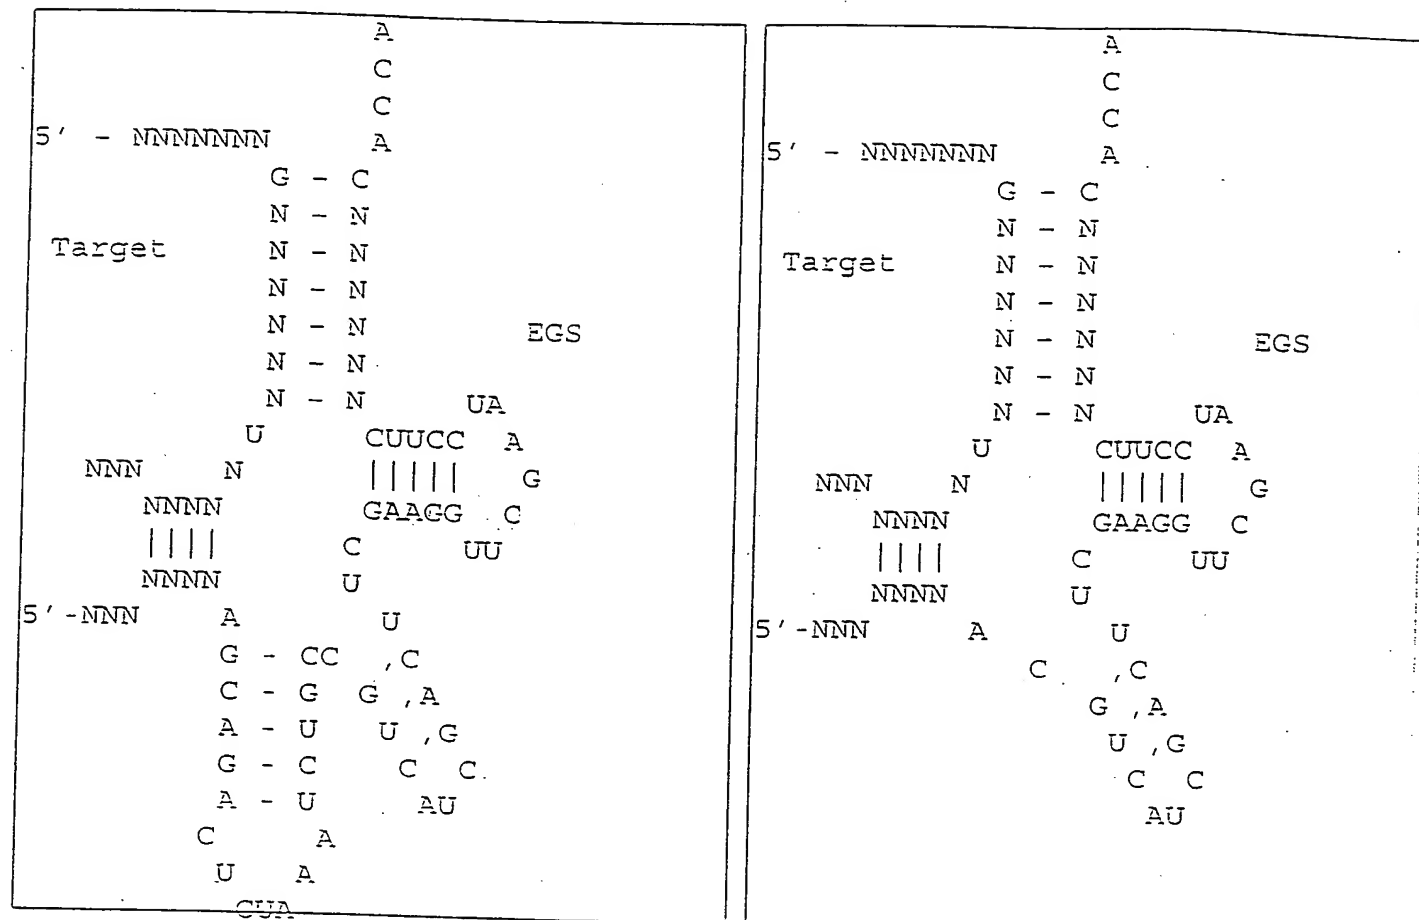 A
C
C
5' - NNNNNNN A
G - C
N - N
Target N - N
N - N
N - N EGS
N - N
N - N UA
U CUUCC A
NNN N | | | | | G
NNNN GAAGG C
| | | | C UU
NNNN U
5'-NNN A U
G - CC ,C
C - G G ,A
A - U U ,G
G - C C C
A - U AU
C A
U A
CUA
A
C
C
5' - NNNNNNN A
G - C
N - N
Target N - N
N - N
N - N EGS
N - N
N - N UA
U CUUCC A
NNN N | | | | | G
NNNN GAAGG C
| | | | C UU
NNNN U
5'-NNN A U
C ,C
G ,A
U ,G
C C
AU